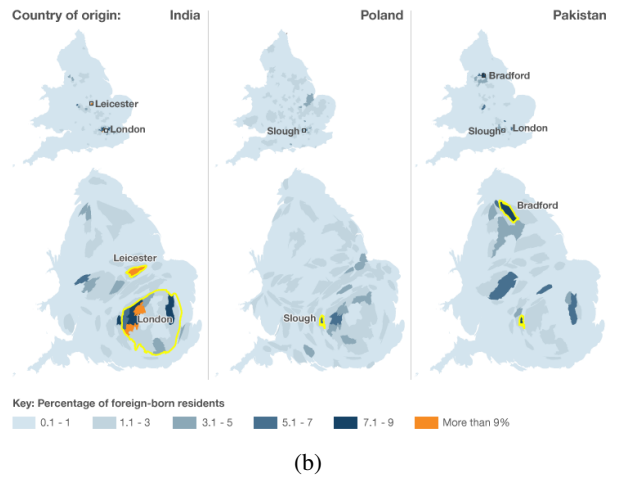 Country of origin: India Poland Pakistan
Leicester
London
Slough
Bradford
Slough London
Leicester
London
Slough
Bradford
Key: Percentage of foreign-born residents
0.1 - 1 1.1 - 3 3.1 - 5 5.1 - 7 7.1 - 9 More than 9%
(b)